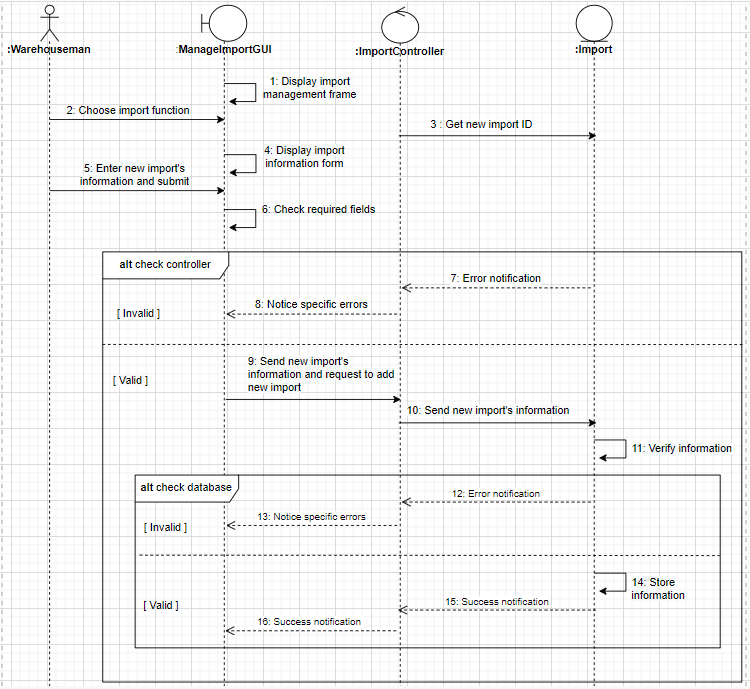 :Warehouseman
:ManageImportGUI
:ImportController
:Import
1: Display import
management frame
2: Choose import function
3 : Get new import ID
4: Display import
information form
5: Enter new import's
information and submit
6: Check required fields
alt check controller
7: Error notification
8: Notice specific errors
[ Invalid ]
9: Send new import's
information and request to add
new import
[ Valid ]
10: Send new import's information
11: Verify information
alt check database
12: Error notification
13: Notice specific errors
[ Invalid ]
14: Store
information
15: Success notification
[ Valid ]
16: Success notification